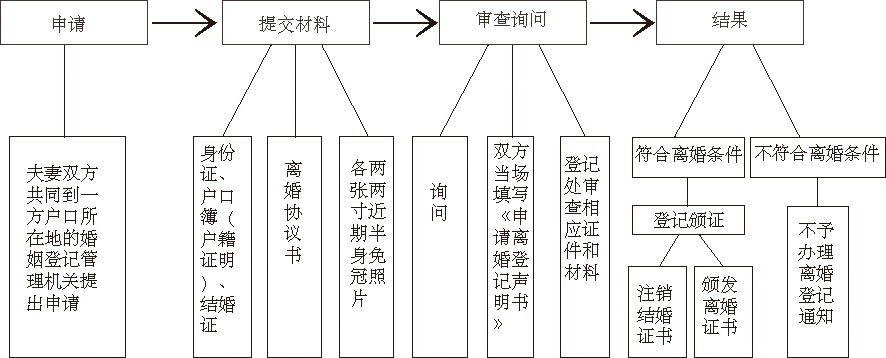 申请
提交材料
审查询问
结果
夫妻双方
共同到一
方户口所
在地的婚
姻登记管
理机关提
出申请
身份
证、
户口
簿（
户籍
证明
）、
结婚
证
离婚协议书
各两
张两
寸近
期半
身免
冠照
片
询问
双方
当场
填写
《申
请离
婚登
记声
明书
》
登记
处审
查相
应证
件和
材料
符合离婚条件
不符合离婚条件
登记颁证
注销
结婚
证书
颁发
离婚
证书
不予
办理
离婚
登记
通知